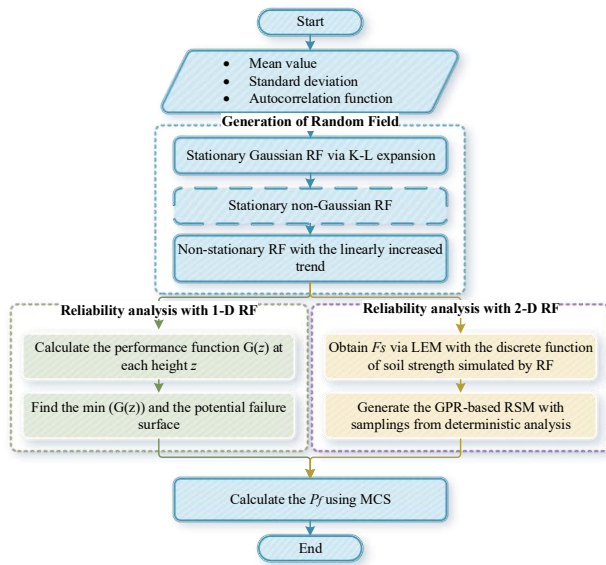 Start
• Mean value
• Standard deviation
• Autocorrelation function
Generation of Random Field
Stationary Gaussian RF via K-L expansion
Stationary non-Gaussian RF
Non-stationary RF with the linearly increased
trend
Reliability analysis with 1-D RF
Calculate the performance function G(z) at
each height z
Find the min (G(z)) and the potential failure
surface
Reliability analysis with 2-D RF
Obtain Fs via LEM with the discrete function
of soil strength simulated by RF
Generate the GPR-based RSM with
samplings from deterministic analysis
Calculate the Pf using MCS
End